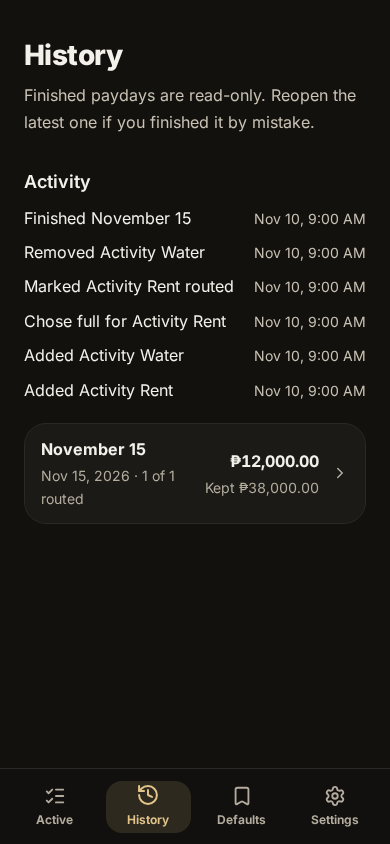 History
Finished paydays are read-only. Reopen the
latest one if you finished it by mistake.
Activity
Finished November 15 Nov 10, 9:00 AM
Removed Activity Water Nov 10, 9:00 AM
Marked Activity Rent routed Nov 10, 9:00 AM
Chose full for Activity Rent Nov 10, 9:00 AM
Added Activity Water Nov 10, 9:00 AM
Added Activity Rent Nov 10, 9:00 AM
November 15 ₱12,000.00
Nov 15, 2026 · 1 of 1 Kept ₱38,000.00
routed
Active History Defaults Settings